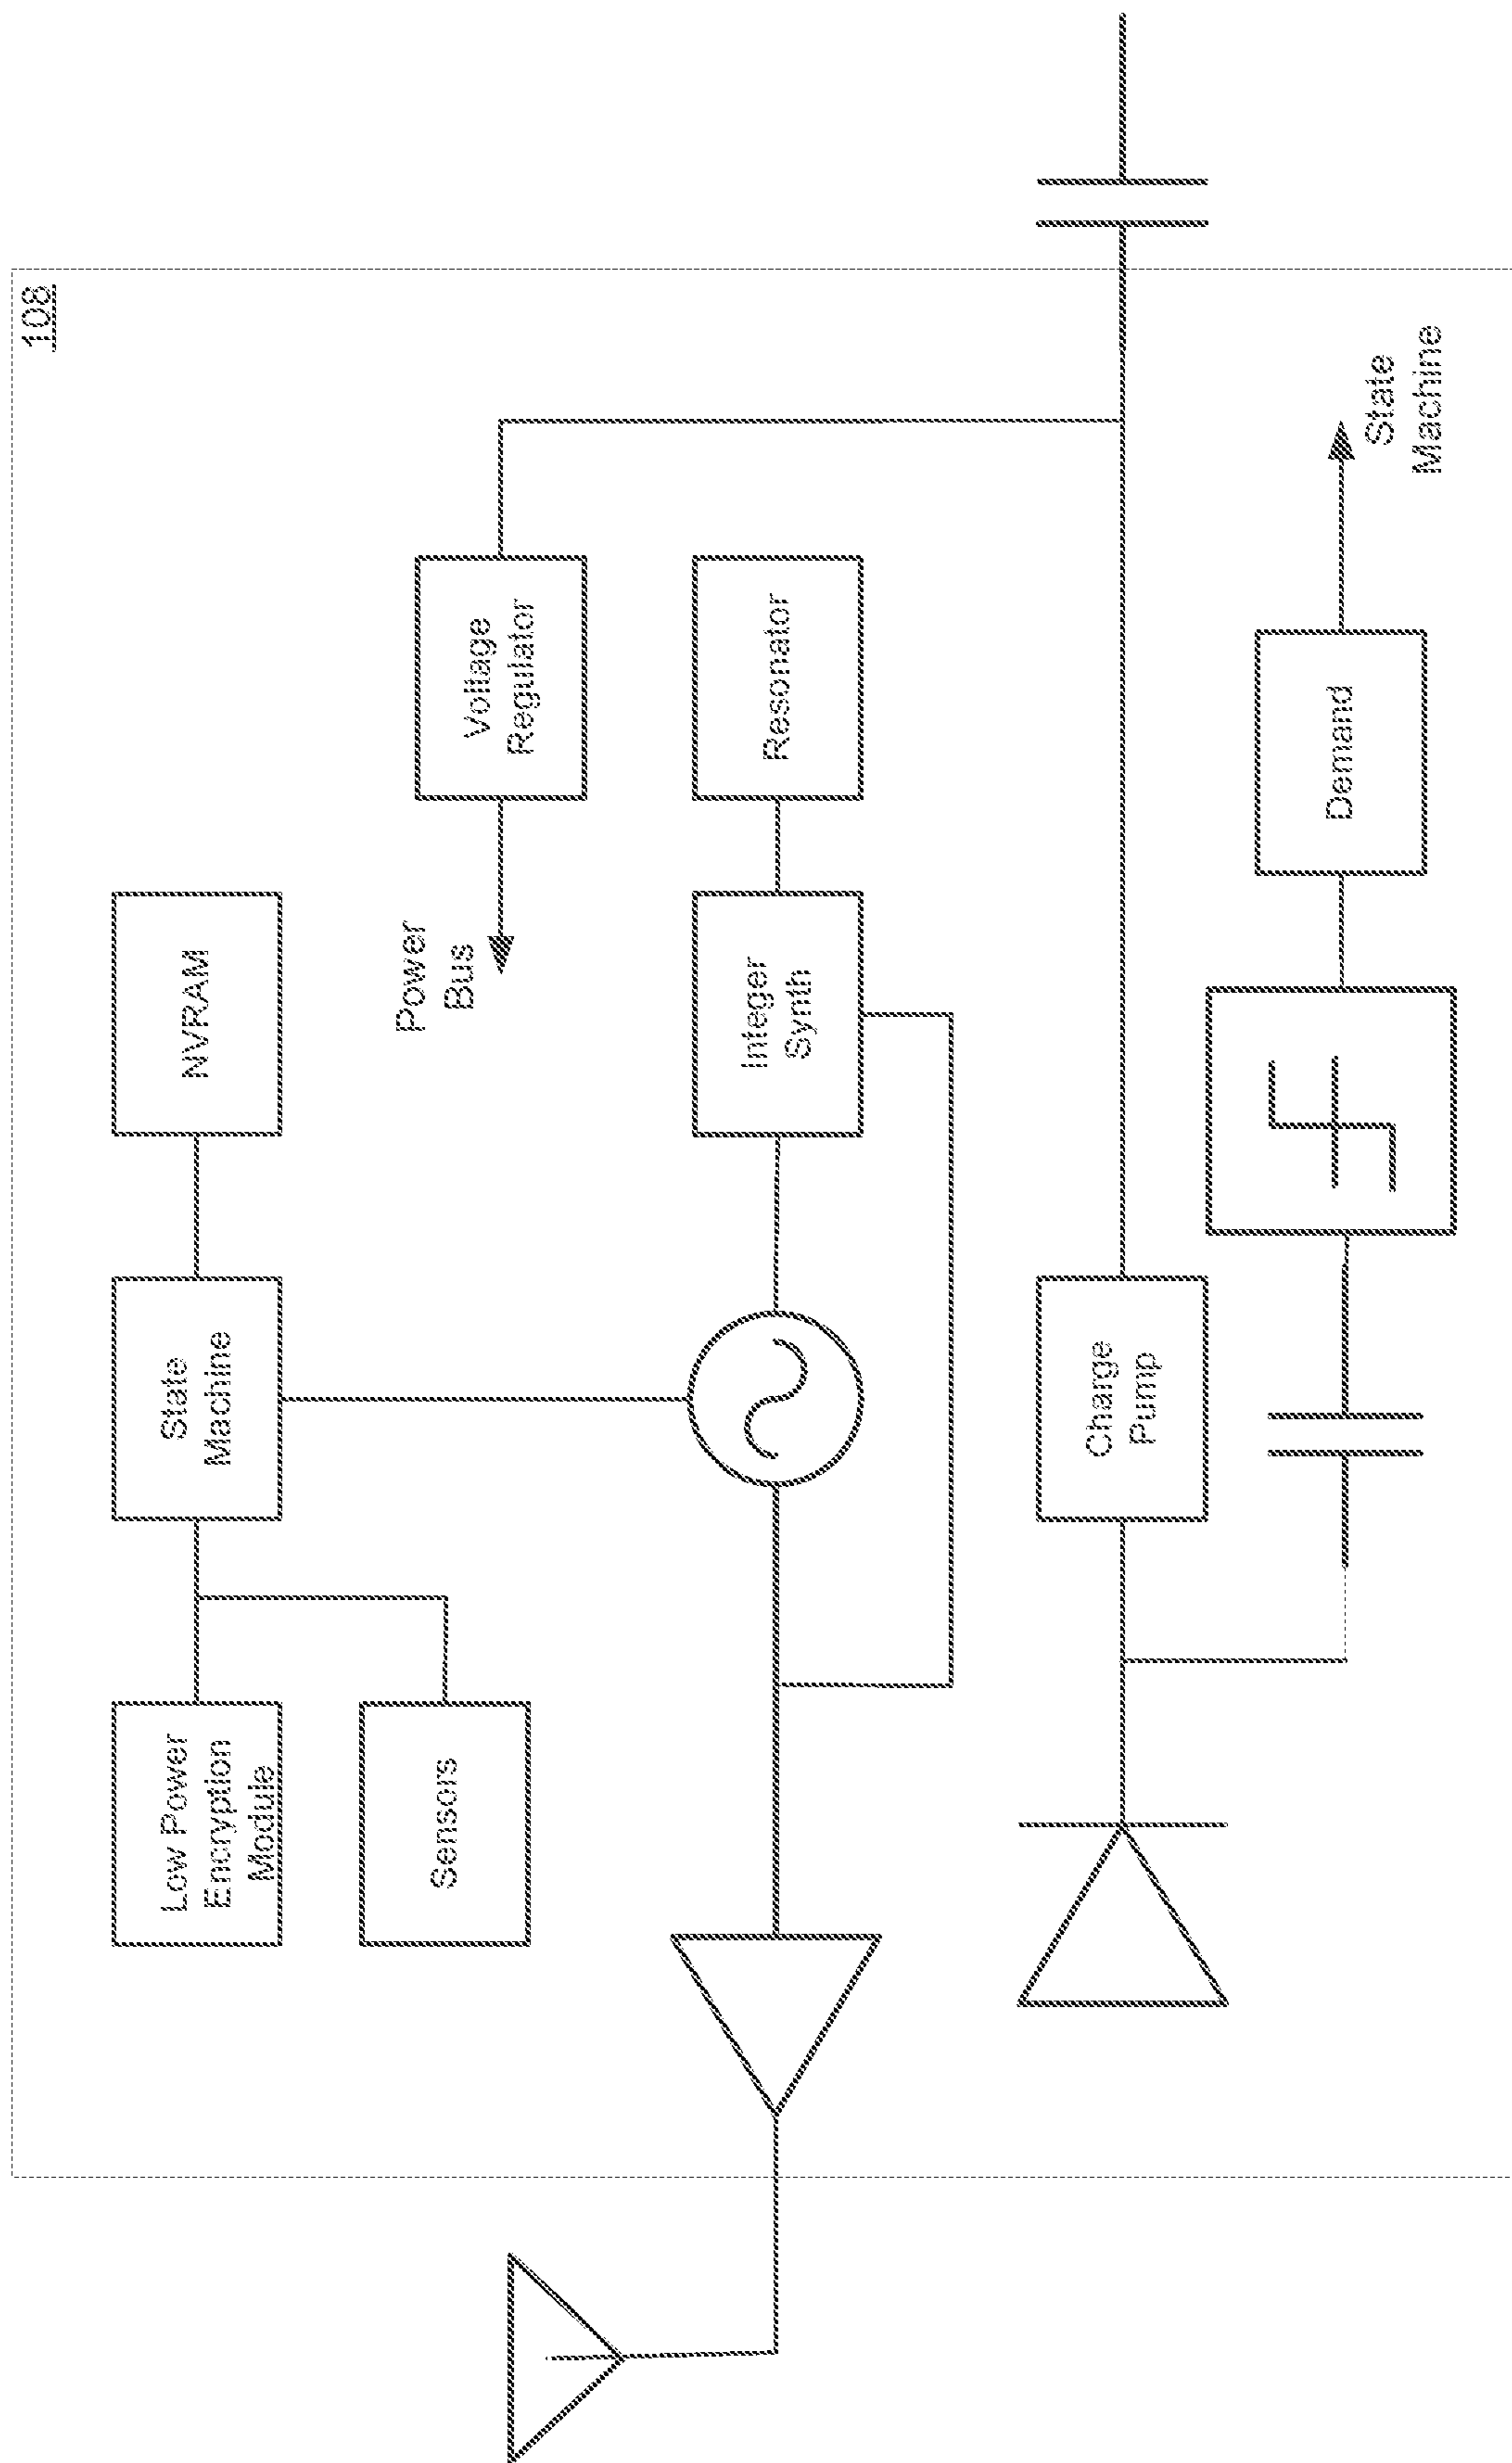 108
Low Power
Encryption
Module
State
Machine
NVRAM
Sensors
Power
Bus
Voltage
Regulator
Integer
Synth
Resonator
Charge
Pump
Demand
State
Machine